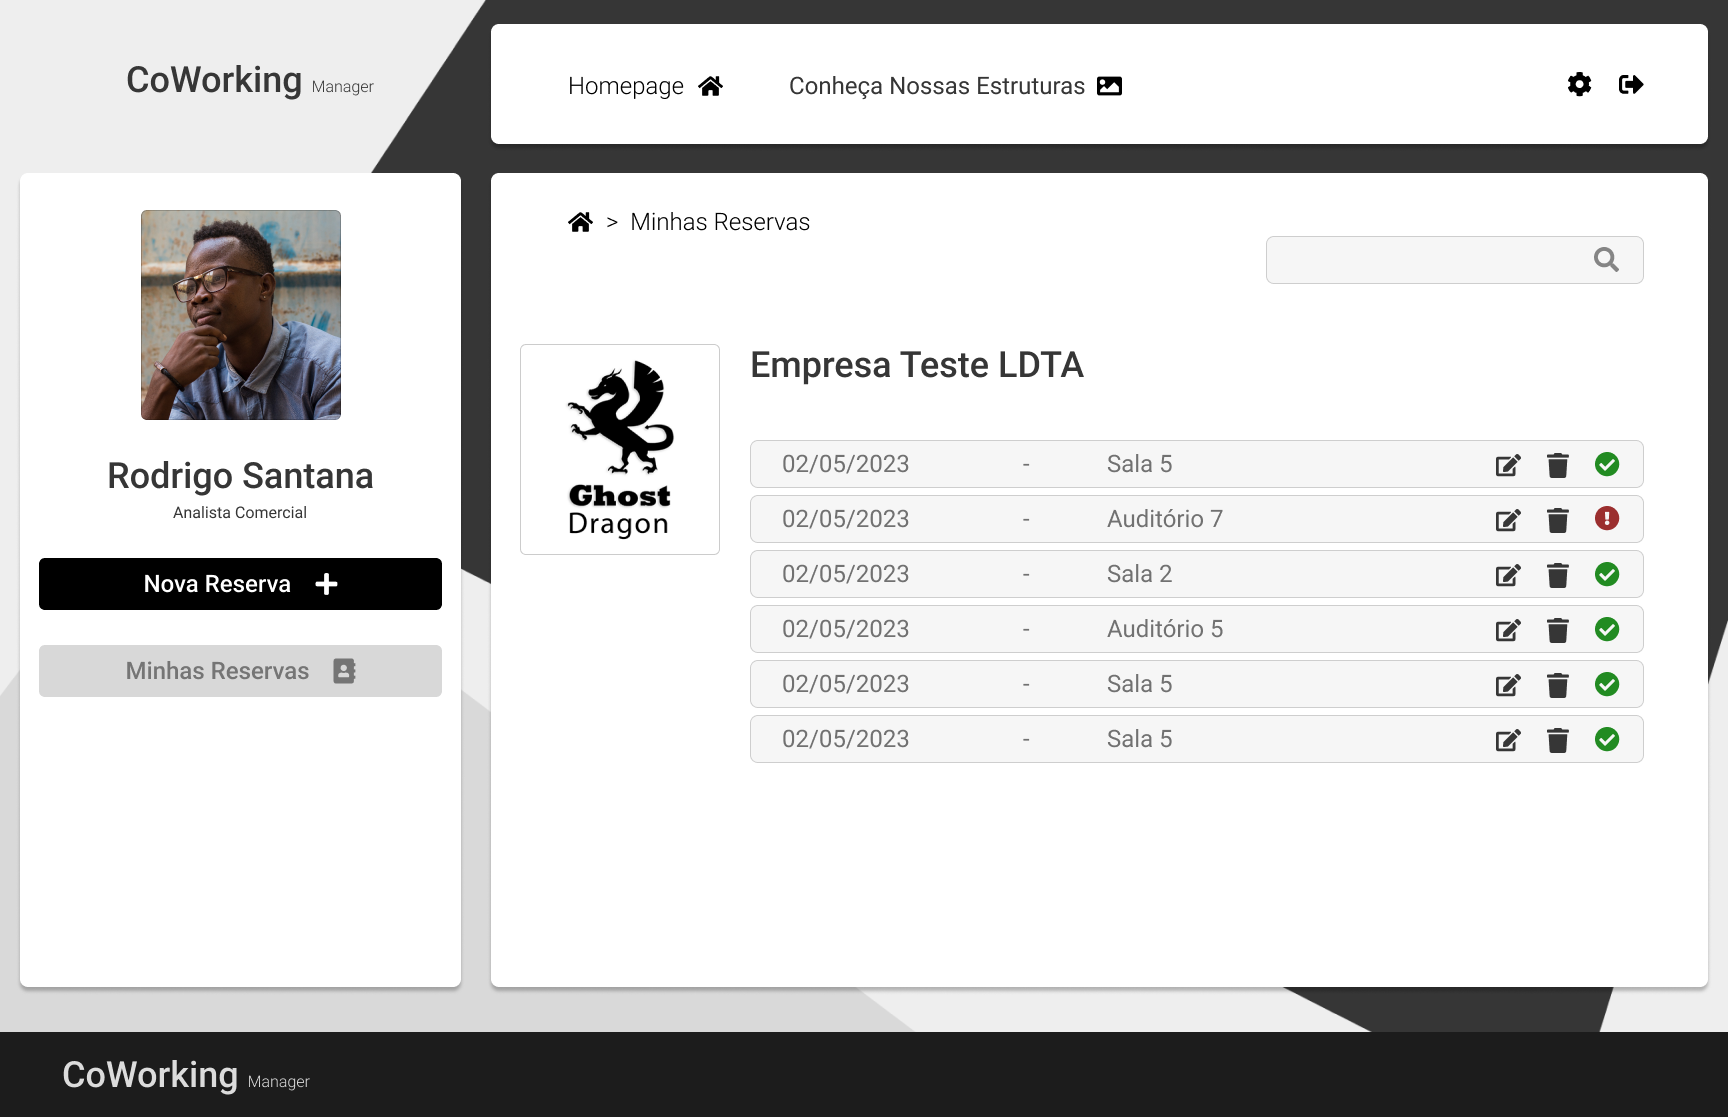 CoWorking Manager
Homepage
Conheça Nossas Estruturas
Rodrigo Santana
Analista Comercial
Nova Reserva
Minhas Reservas
> Minhas Reservas
Ghost
Dragon
Empresa Teste LDTA
02/05/2023 - Sala 5
02/05/2023 - Auditório 7
02/05/2023 - Sala 2
02/05/2023 - Auditório 5
02/05/2023 - Sala 5
02/05/2023 - Sala 5
CoWorking Manager